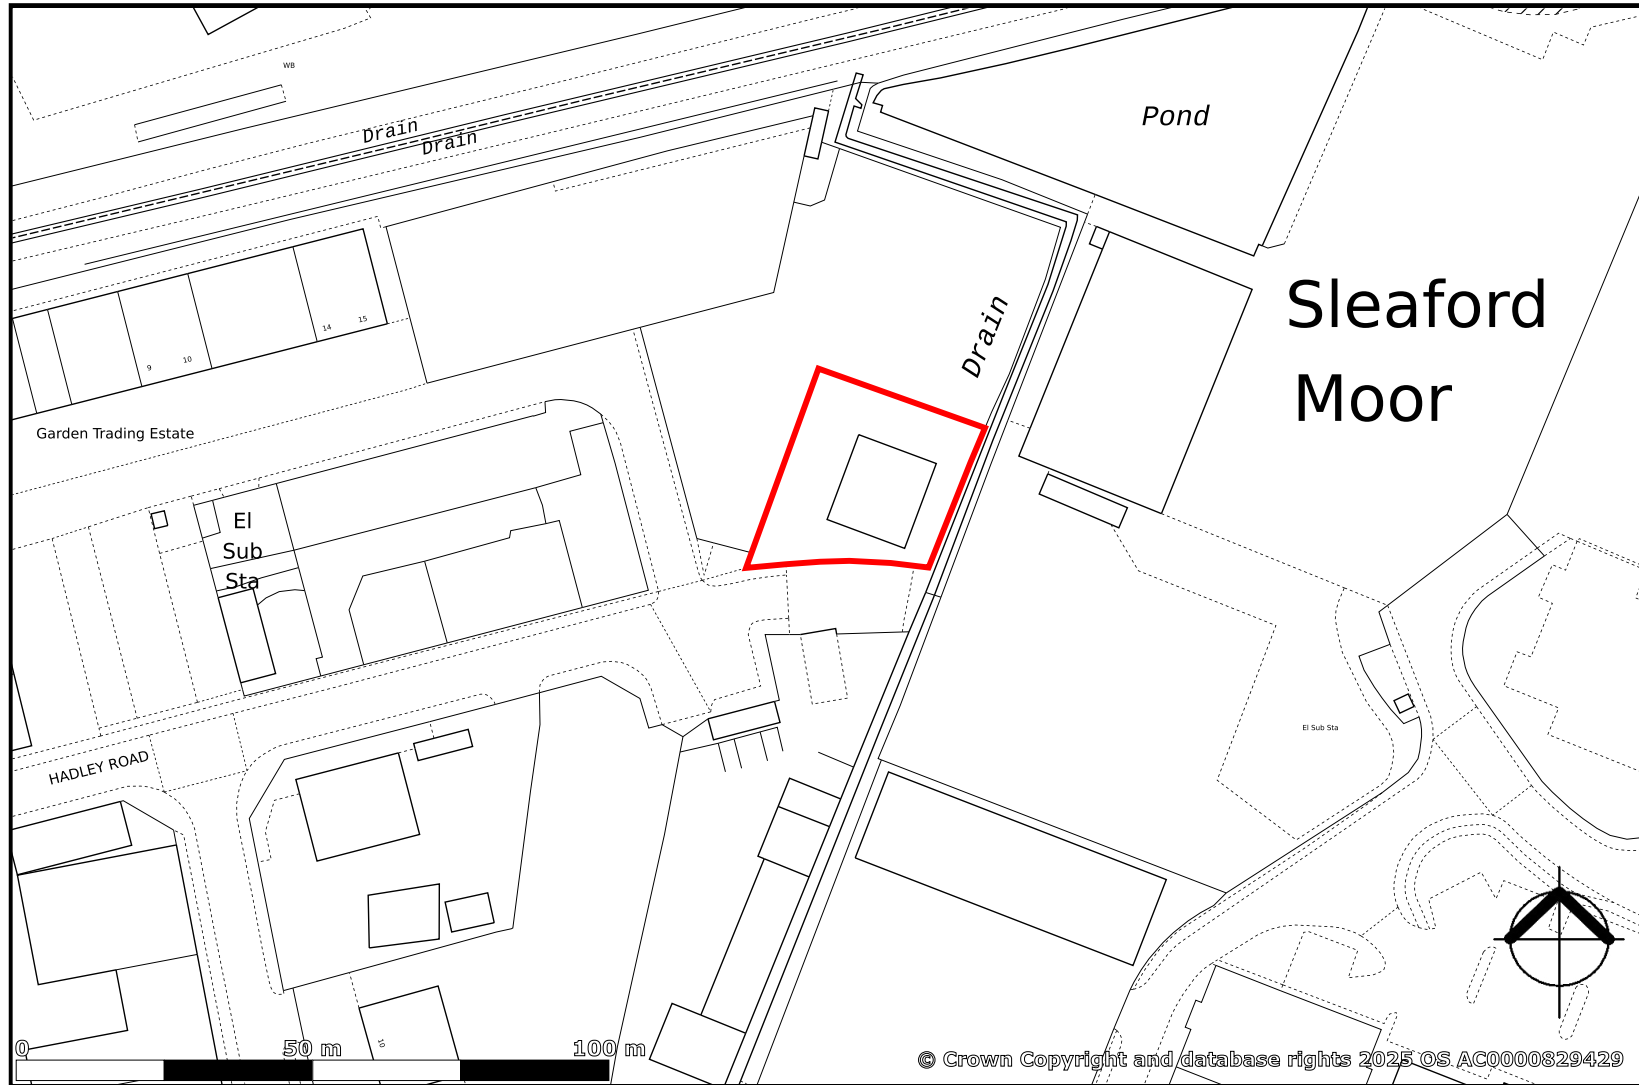 WB
Drain
Drain
Pond
Sleaford
Moor
Drain
14
15
9
10
Garden Trading Estate
El
Sub
Sta
El Sub Sta
HADLEY ROAD
10
0
50 m
100 m
© Crown Copyright and database rights 2025 OS AC0000829429